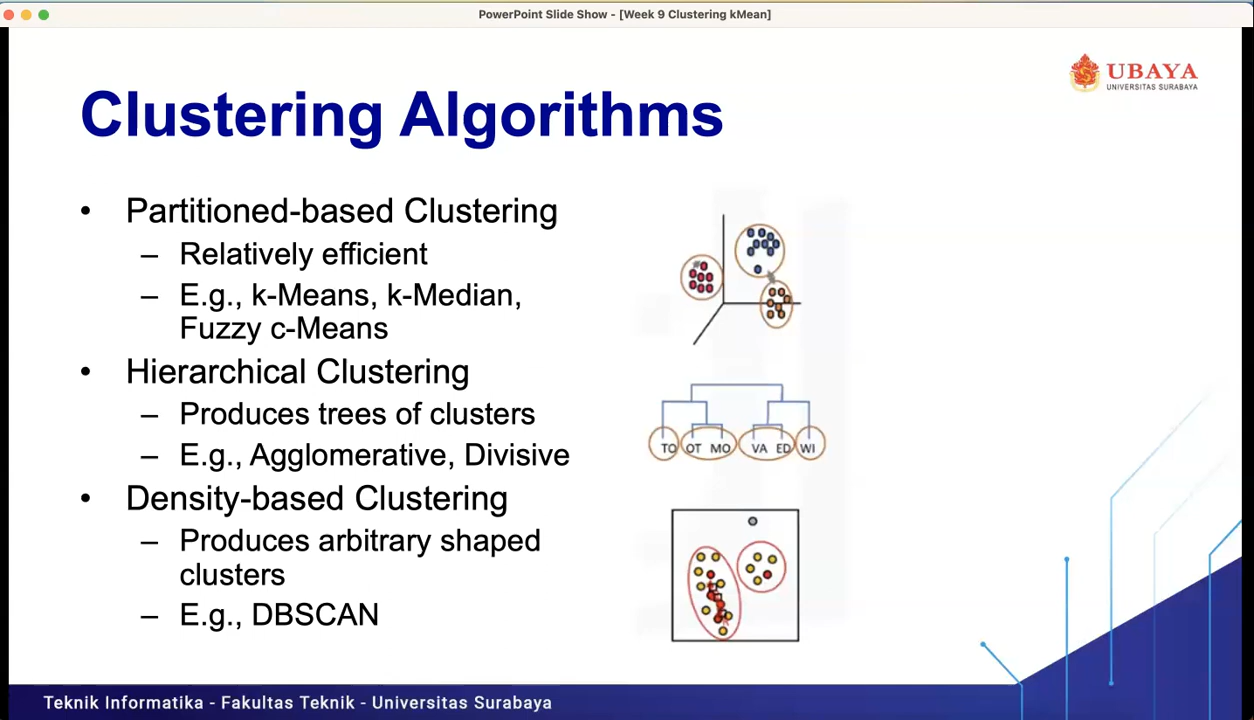 PowerPoint Slide Show - [Week 9 Clustering kMean]
UBAYA
UNIVERSITAS SURABAYA
Clustering Algorithms
• Partitioned-based Clustering
– Relatively efficient
– E.g., k-Means, k-Median,
Fuzzy c-Means
• Hierarchical Clustering
– Produces trees of clusters
– E.g., Agglomerative, Divisive
• Density-based Clustering
– Produces arbitrary shaped
clusters
– E.g., DBSCAN
TO OT MO VA ED WI
Teknik Informatika - Fakultas Teknik - Universitas Surabaya